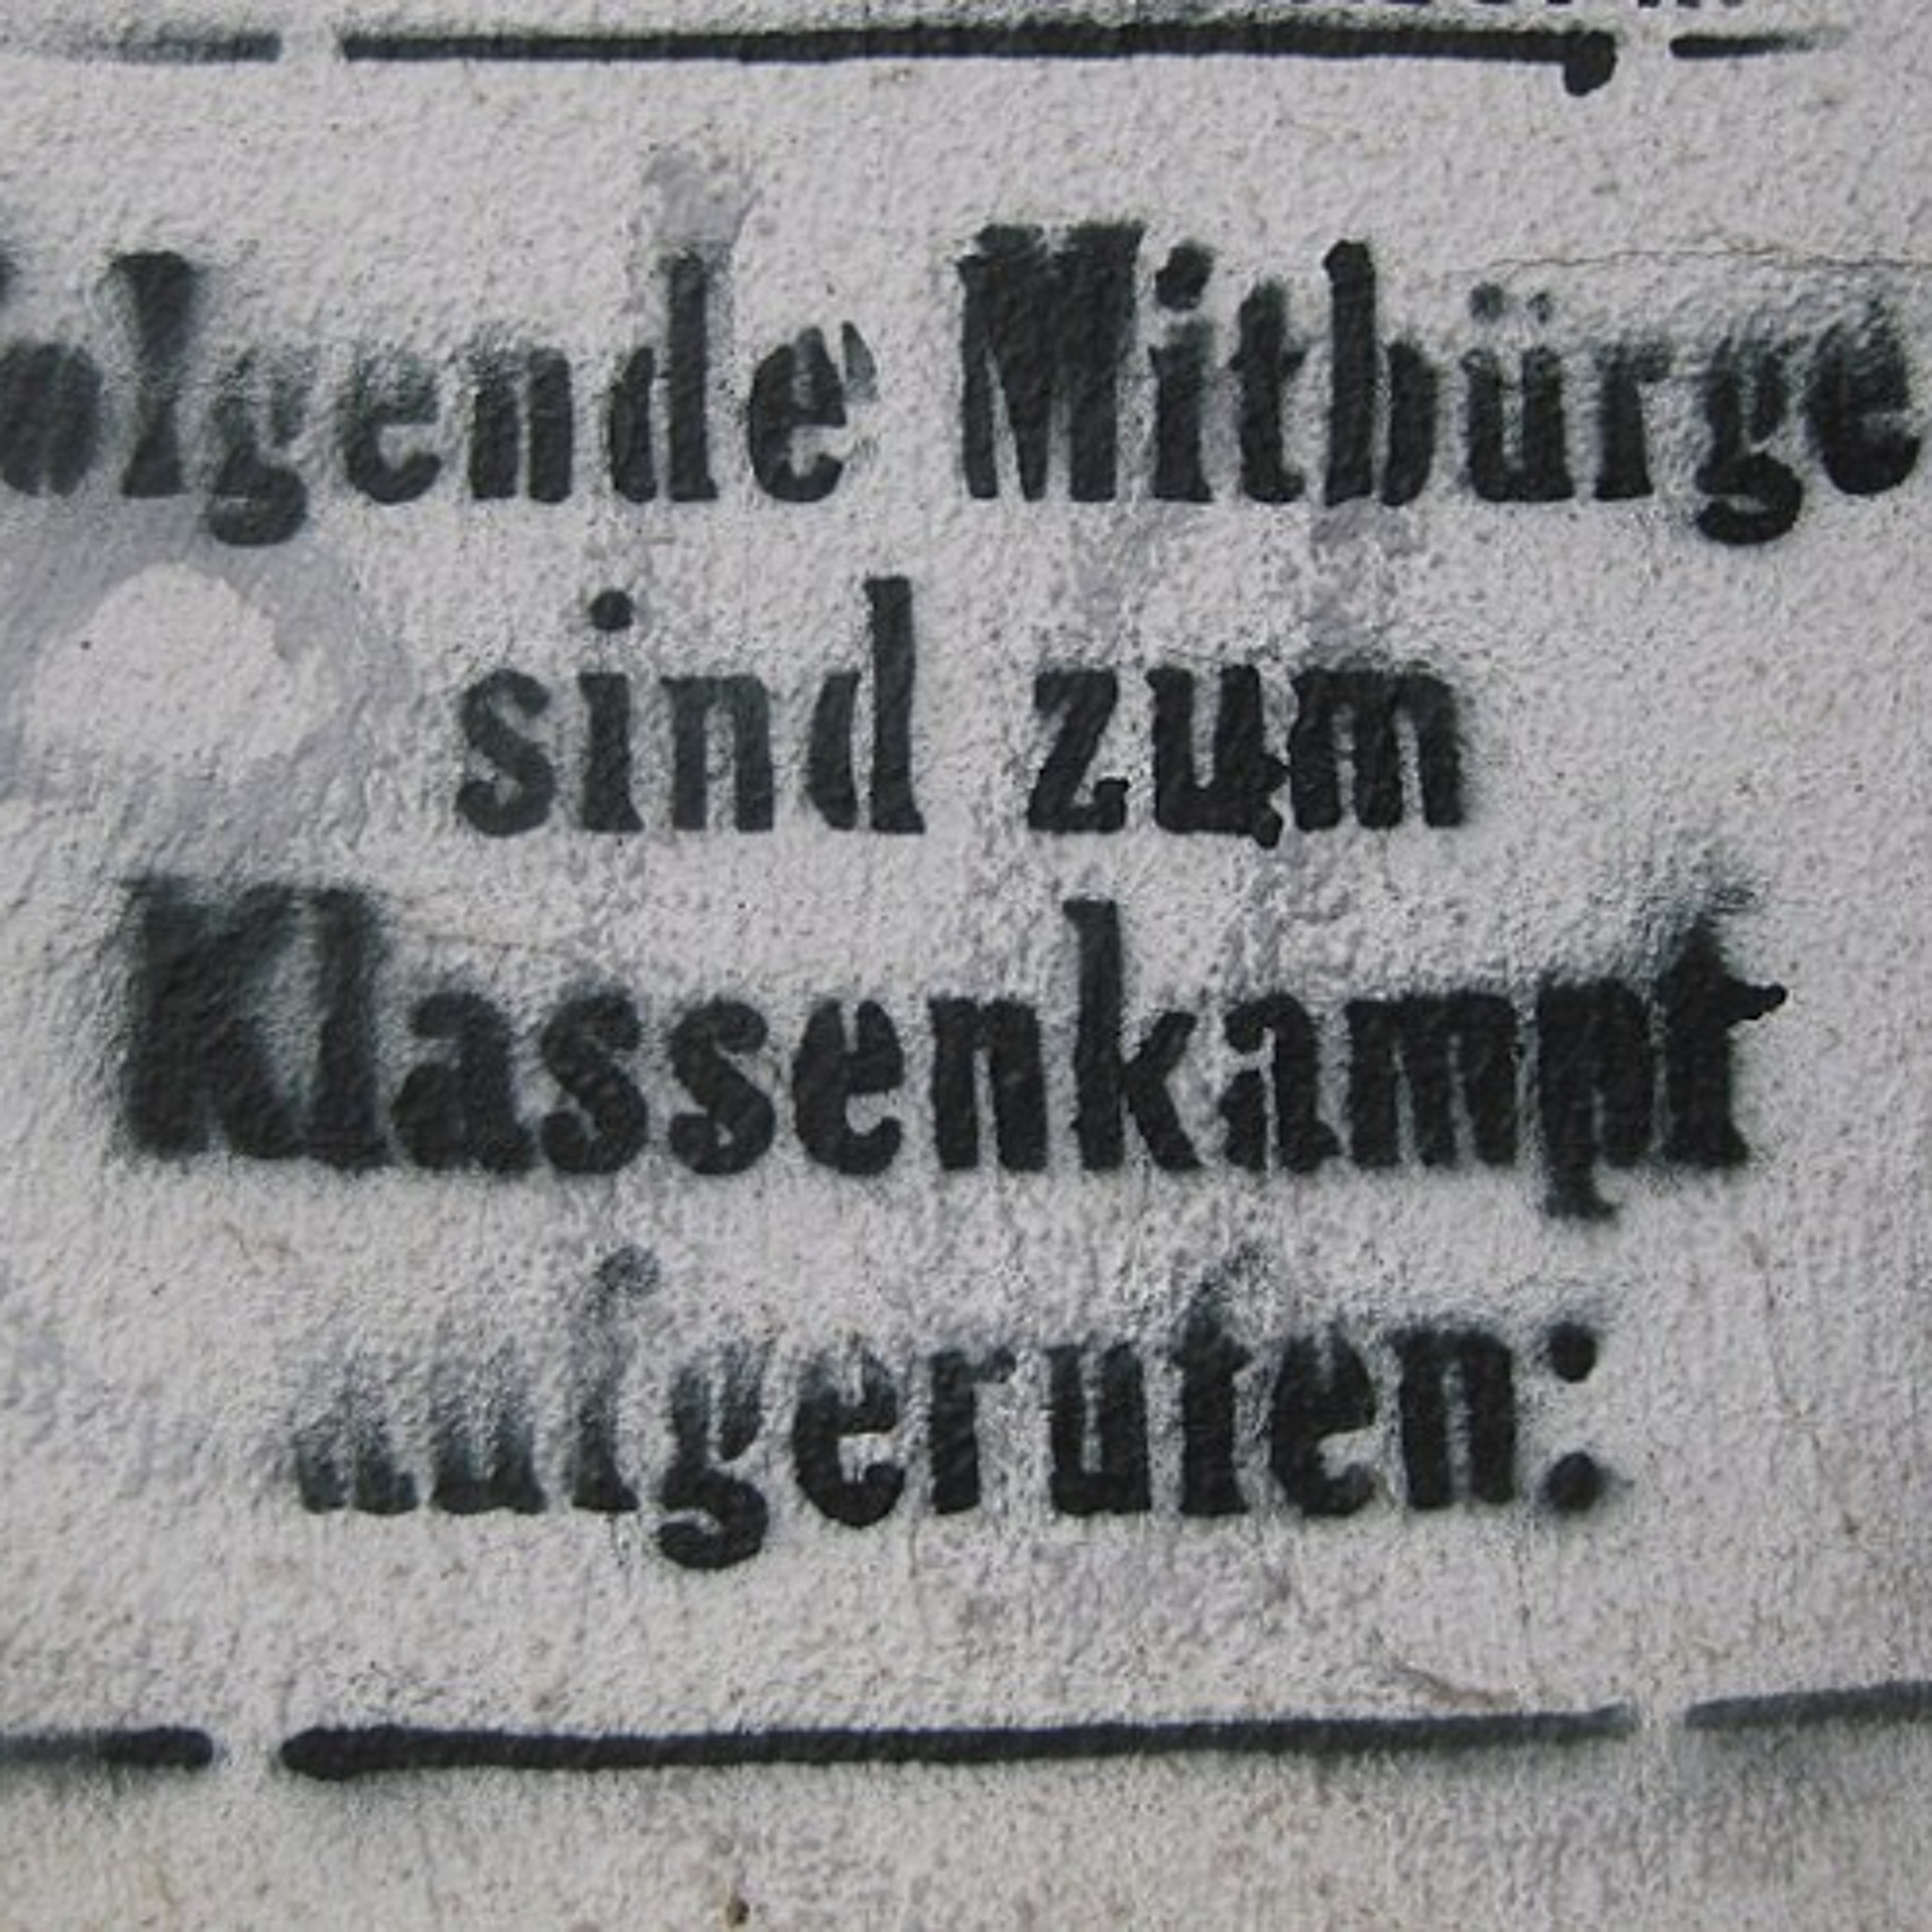 olgende Mitbürge
sind zum
Klassenkampf
aufgerufen: